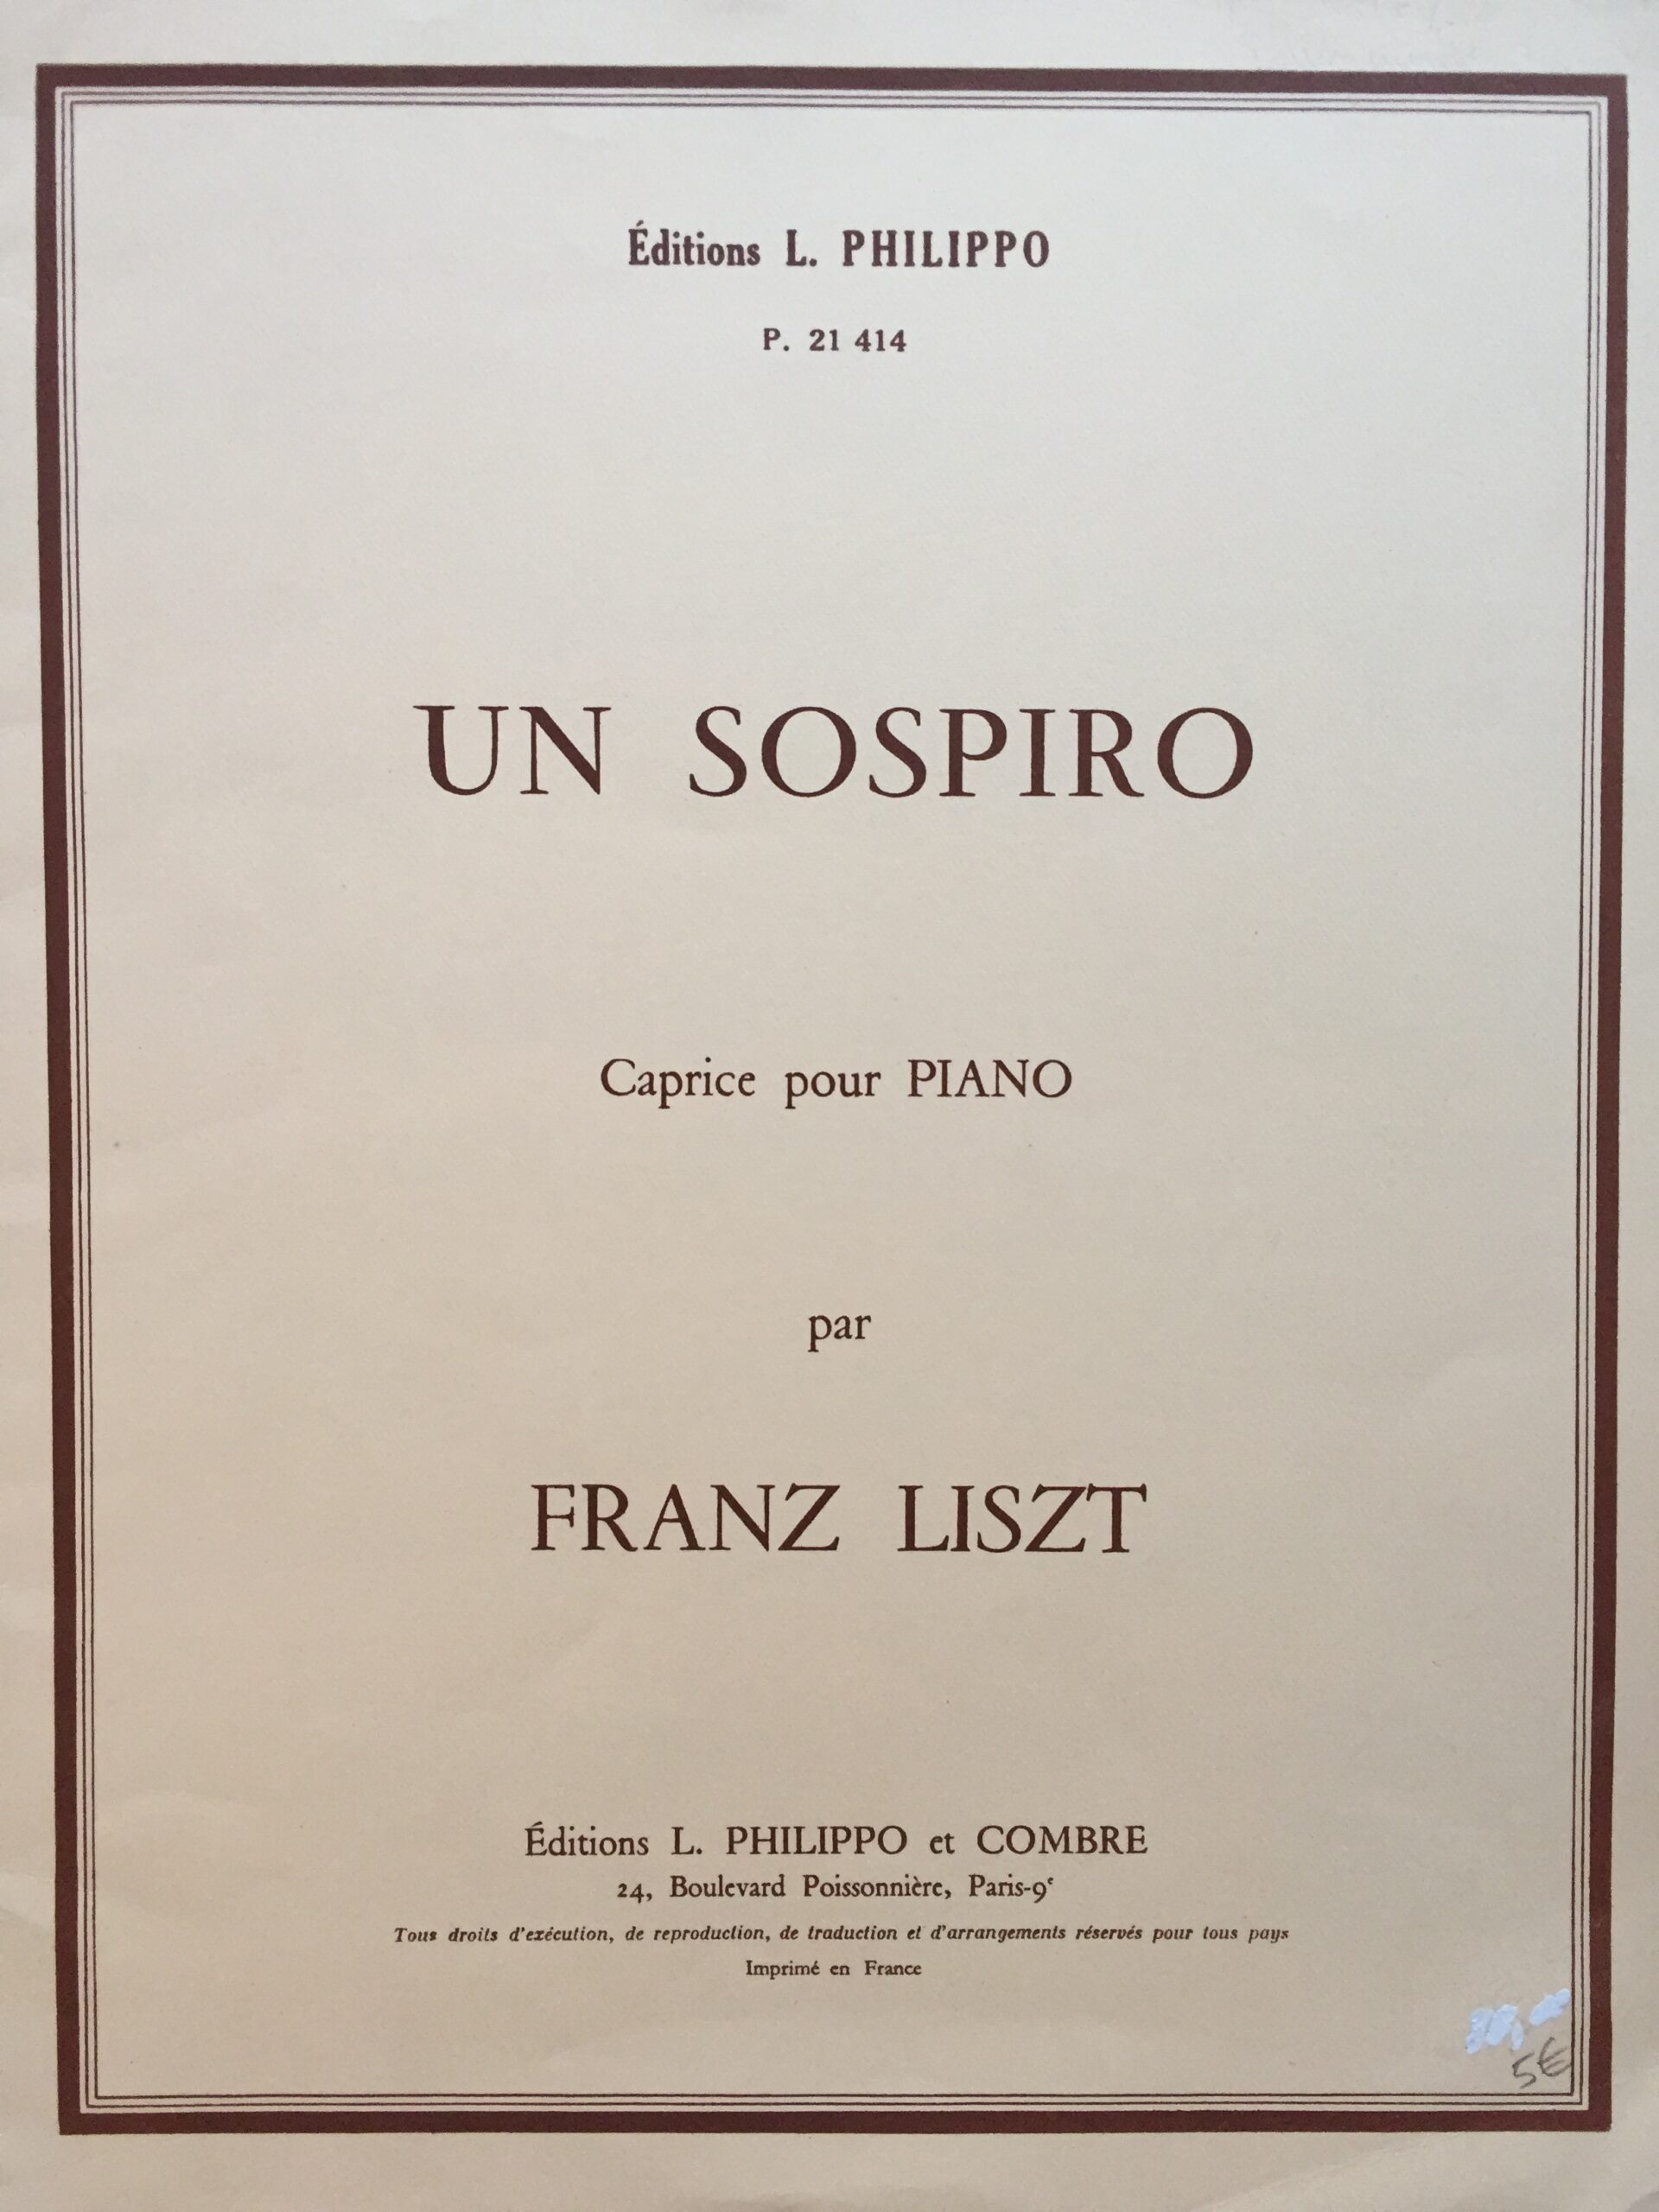 Éditions L. PHILIPPO
P. 21 414
UN SOSPIRO
Caprice pour PIANO
par
FRANZ LISZT
Éditions L. PHILIPPO et COMBRE
24, Boulevard Poissonnière, Paris-9ᵉ
Tous droits d'exécution, de reproduction, de traduction et d'arrangements réservés pour tous pays
Imprimé en France
5€